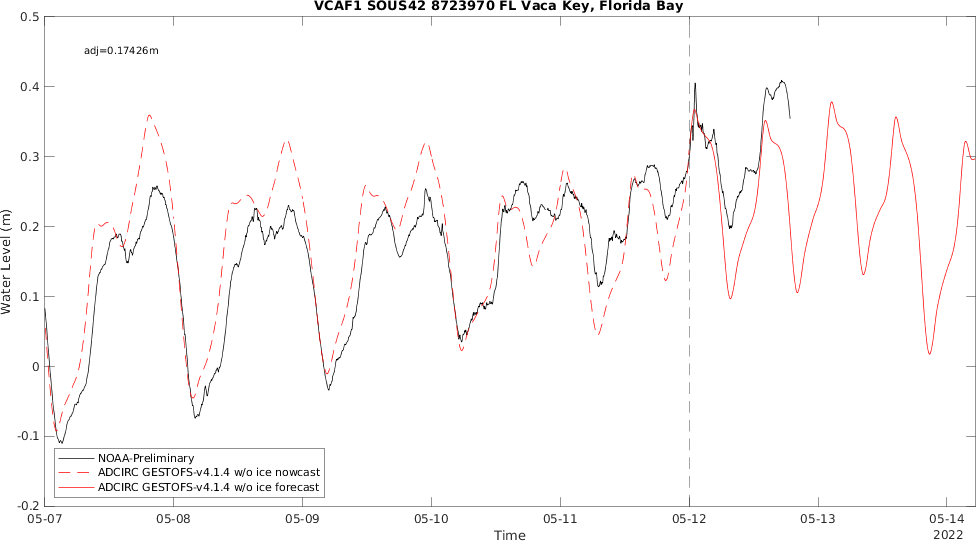 VCAF1 SOUS42 8723970 FL Vaca Key, Florida Bay
0.5
adj=0.17426m
0.4
0.3
0.2
0.1
0
-0.1
-0.2
Water Level (m)
NOAA-Preliminary
ADCIRC GESTOFS-v4.1.4 w/o ice nowcast
ADCIRC GESTOFS-v4.1.4 w/o ice forecast
05-07 05-08 05-09 05-10 05-11 05-12 05-13 05-14
Time
2022